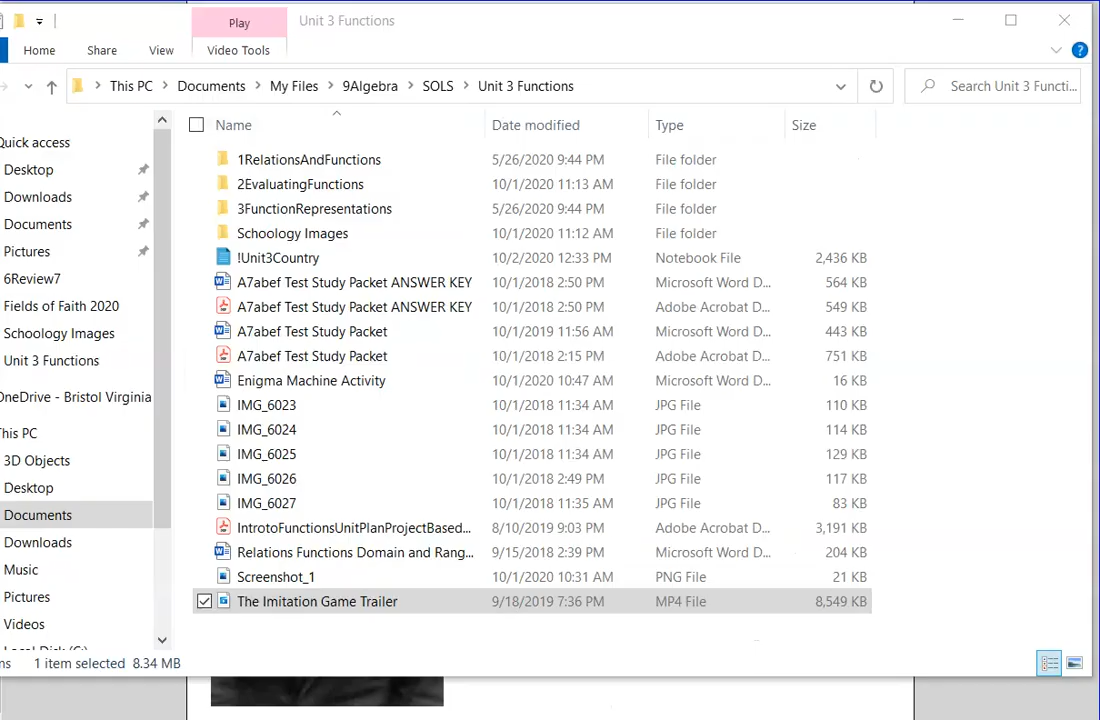 Play
Unit 3 Functions
Home Share View Video Tools
This PC Documents My Files 9Algebra SOLS Unit 3 Functions
Search Unit 3 Functi...
Name Date modified Type Size
1RelationsAndFunctions 5/26/2020 9:44 PM File folder
2EvaluatingFunctions 10/1/2020 11:13 AM File folder
3FunctionRepresentations 5/26/2020 9:44 PM File folder
Schoology Images 10/1/2020 11:12 AM File folder
!Unit3Country 10/2/2020 12:33 PM Notebook File 2,436 KB
A7abef Test Study Packet ANSWER KEY 10/1/2018 2:50 PM Microsoft Word D... 564 KB
A7abef Test Study Packet ANSWER KEY 10/1/2018 2:50 PM Adobe Acrobat D... 549 KB
A7abef Test Study Packet 10/1/2019 11:56 AM Microsoft Word D... 443 KB
A7abef Test Study Packet 10/1/2018 2:15 PM Adobe Acrobat D... 751 KB
Enigma Machine Activity 10/1/2020 10:47 AM Microsoft Word D... 16 KB
IMG_6023 10/1/2018 11:34 AM JPG File 110 KB
IMG_6024 10/1/2018 11:34 AM JPG File 114 KB
IMG_6025 10/1/2018 11:34 AM JPG File 129 KB
IMG_6026 10/1/2018 2:49 PM JPG File 117 KB
IMG_6027 10/1/2018 11:35 AM JPG File 83 KB
IntrotoFunctionsUnitPlanProjectBased... 8/10/2019 9:03 PM Adobe Acrobat D... 3,191 KB
Relations Functions Domain and Rang... 9/15/2018 2:39 PM Microsoft Word D... 204 KB
Screenshot_1 10/1/2020 10:31 AM PNG File 21 KB
The Imitation Game Trailer 9/18/2019 7:36 PM MP4 File 8,549 KB
Quick access
Desktop
Downloads
Documents
Pictures
6Review7
Fields of Faith 2020
Schoology Images
Unit 3 Functions
OneDrive - Bristol Virginia
This PC
3D Objects
Desktop
Documents
Downloads
Music
Pictures
Videos
Local Disk (C:)
ms 1 item selected 8.34 MB